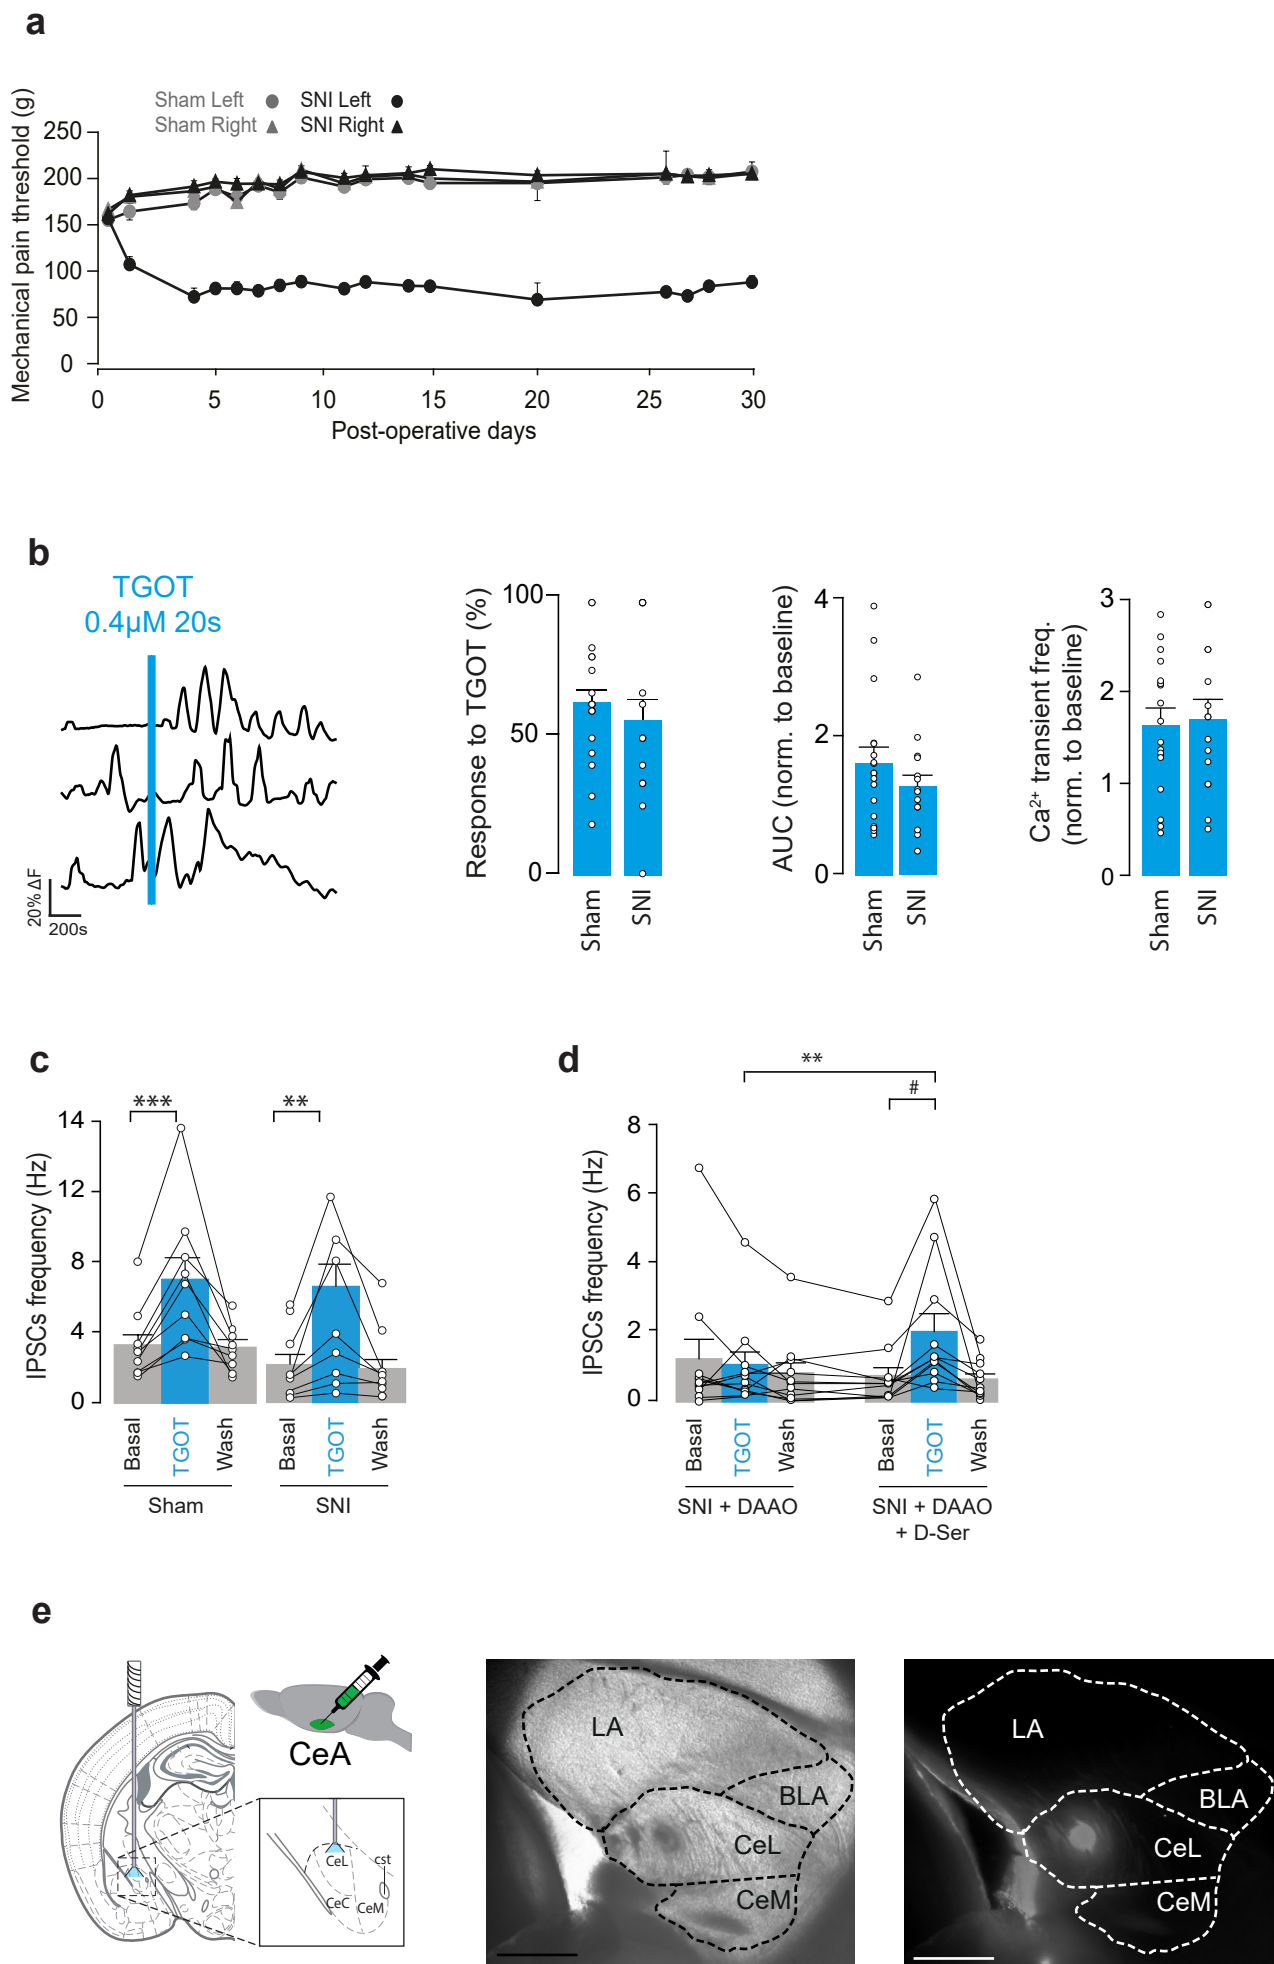 a
Sham Left
SNI Left
Sham Right
SNI Right
Mechanical pain threshold (g)
250
200
150
100
50
0
0 5 10 15 20 25 30
Post-operative days
b
TGOT
0.4µM 20s
20% ΔF
200s
Response to TGOT (%)
100
50
0
Sham
SNI
AUC (norm. to baseline)
4
2
0
Sham
SNI
Ca²⁺ transient freq.
(norm. to baseline)
3
2
1
0
Sham
SNI
c
***
**
IPSCs frequency (Hz)
14
12
8
4
0
Basal
TGOT
Wash
Basal
TGOT
Wash
Sham
SNI
d
**
#
IPSCs frequency (Hz)
8
6
4
2
0
Basal
TGOT
Wash
Basal
TGOT
Wash
SNI + DAAO
SNI + DAAO
+ D-Ser
e
CeA
CeL
cst
CeC
CeM
LA
BLA
CeL
CeM
LA
BLA
CeL
CeM